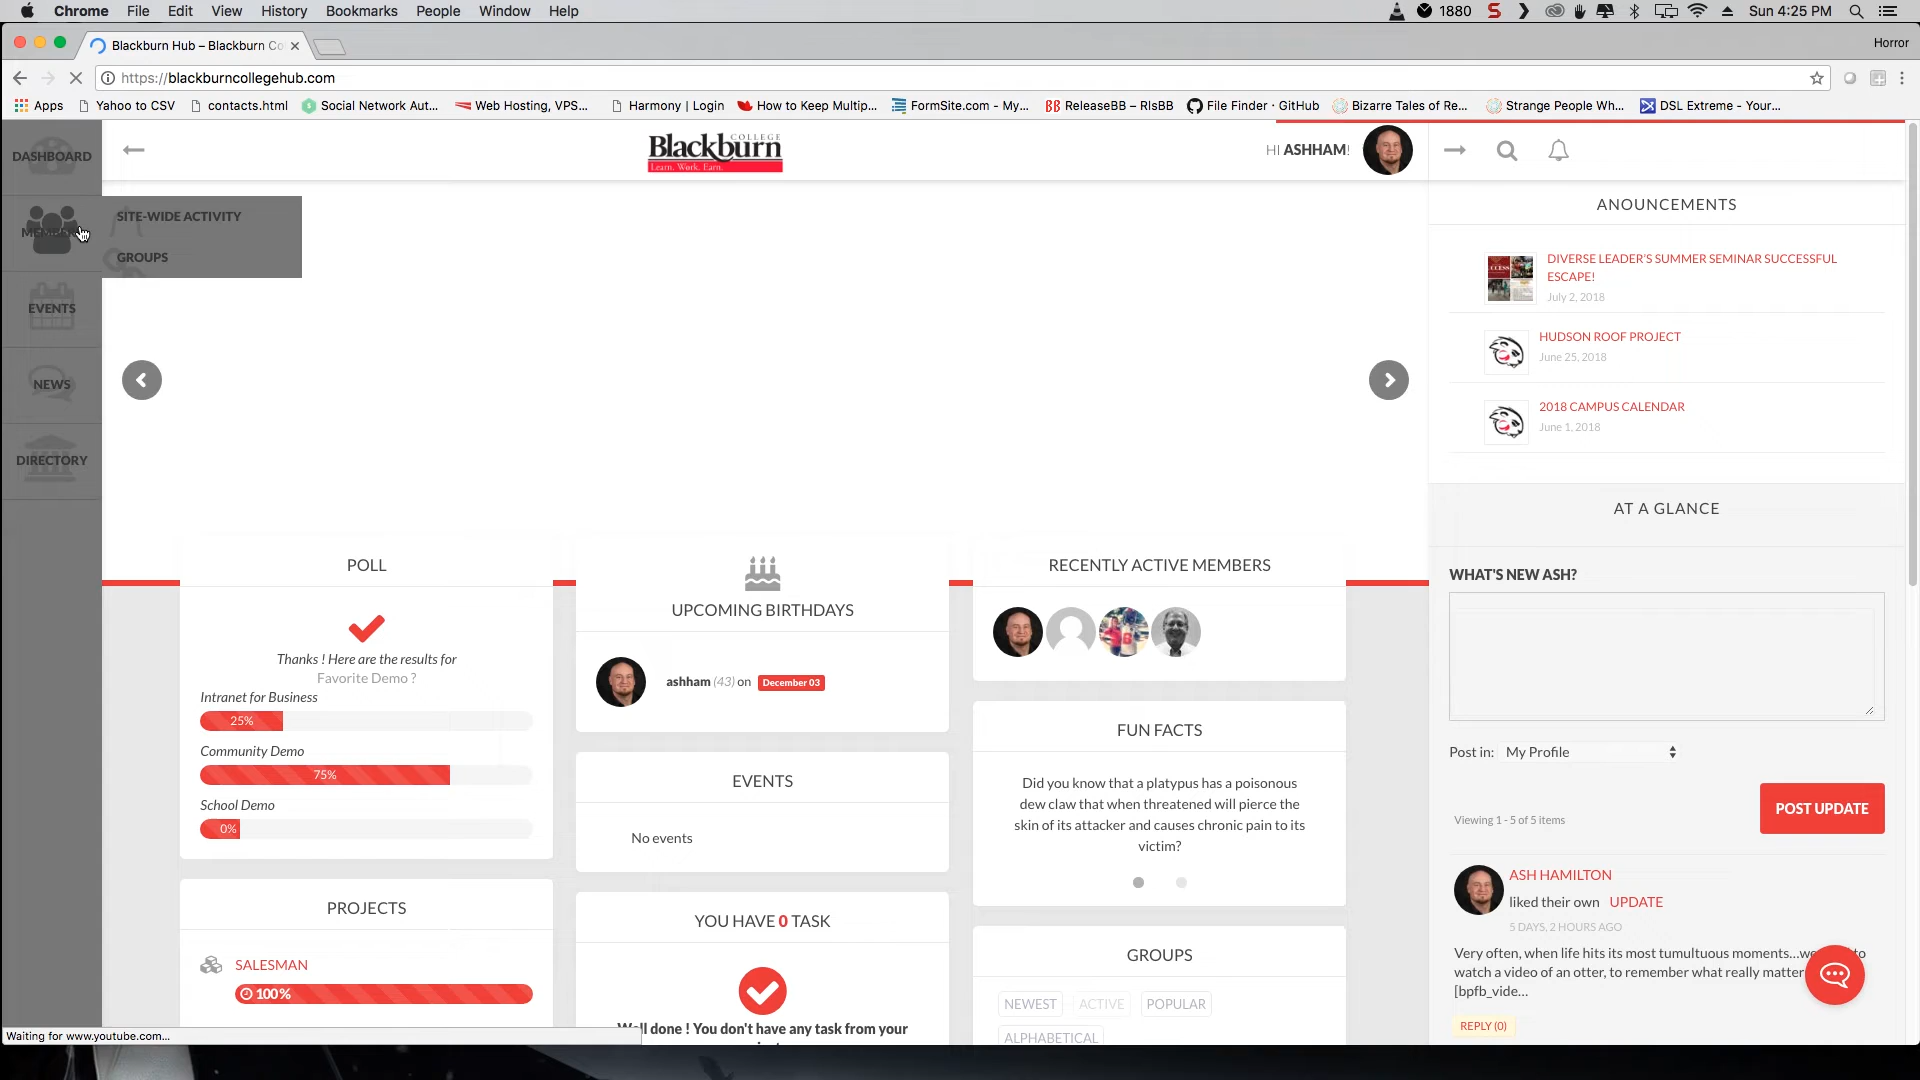 Chrome File Edit View History Bookmarks People Window Help 1880 Sun 4:25 PM
Blackburn Hub – Blackburn Co Horror
https://blackburncollegehub.com
Apps Yahoo to CSV contacts.html Social Network Aut... Web Hosting, VPS... Harmony | Login How to Keep Multip... FormSite.com - My... ReleaseBB – RlsBB File Finder · GitHub Bizarre Tales of Re... Strange People Wh... DSL Extreme - Your...
DASHBOARD
SITE-WIDE ACTIVITY
GROUPS
EVENTS
NEWS
DIRECTORY
COLLEGE
Blackburn
Learn. Work. Earn.
HI ASHHAM!
POLL
Thanks ! Here are the results for
Favorite Demo ?
Intranet for Business
25%
Community Demo
75%
School Demo
0%
PROJECTS
SALESMAN
100%
UPCOMING BIRTHDAYS
ashham (43) on December 03
EVENTS
No events
YOU HAVE 0 TASK
Well done ! You don't have any task from your
RECENTLY ACTIVE MEMBERS
FUN FACTS
Did you know that a platypus has a poisonous
dew claw that when threatened will pierce the
skin of its attacker and causes chronic pain to its
victim?
GROUPS
NEWEST ACTIVE POPULAR
ALPHABETICAL
ANOUNCEMENTS
DIVERSE LEADER'S SUMMER SEMINAR SUCCESSFUL
ESCAPE!
July 2, 2018
HUDSON ROOF PROJECT
June 25, 2018
2018 CAMPUS CALENDAR
June 1, 2018
AT A GLANCE
WHAT'S NEW ASH?
Post in: My Profile
POST UPDATE
Viewing 1 - 5 of 5 items
ASH HAMILTON
liked their own UPDATE
5 DAYS, 2 HOURS AGO
Very often, when life hits its most tumultuous moments...
watch a video of an otter, to remember what really matter
[bpfb_vide...
REPLY (0)
Waiting for www.youtube.com...